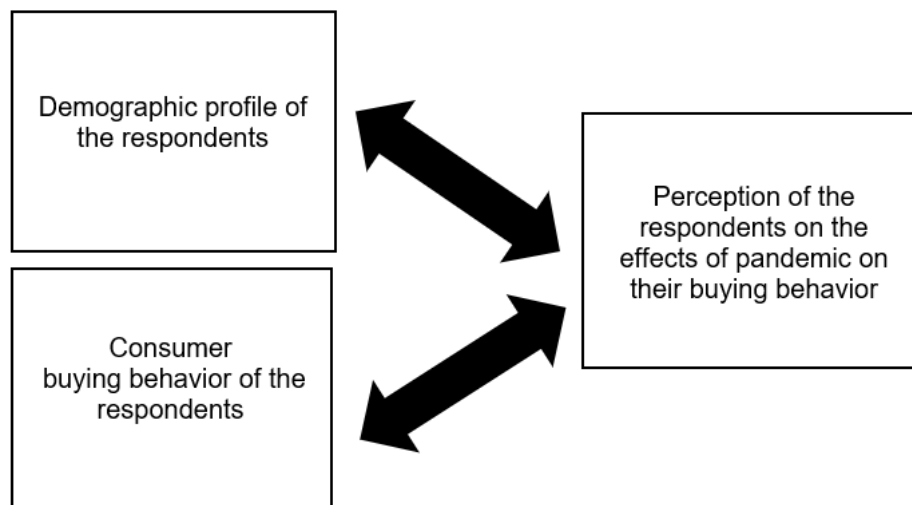 Demographic profile of
the respondents
Consumer
buying behavior of the
respondents
Perception of the
respondents on the
effects of pandemic on
their buying behavior